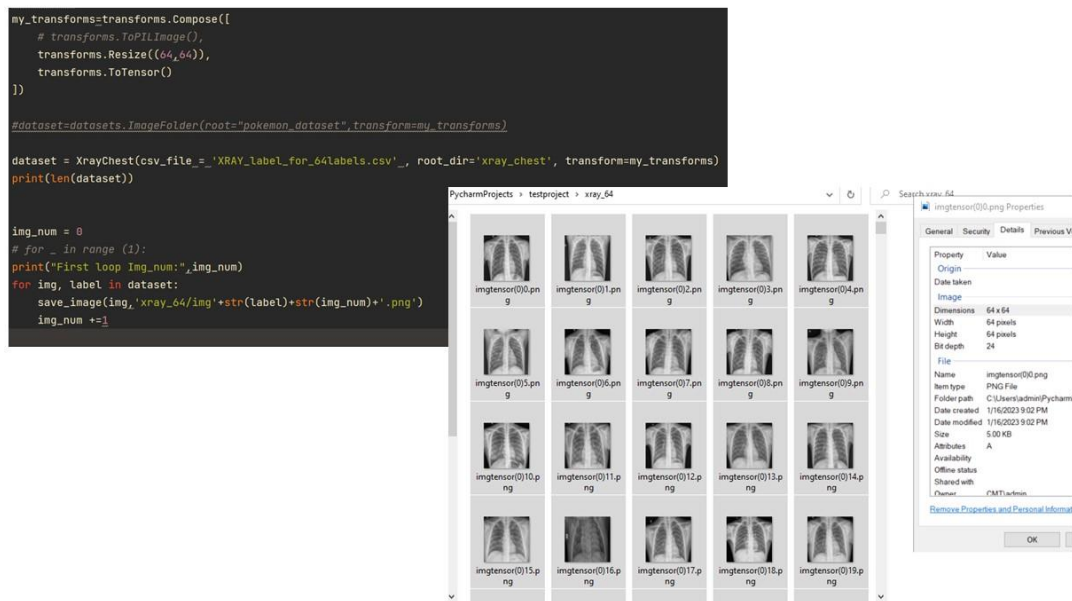 my_transforms=transforms.Compose([
# transforms.ToPILImage(),
transforms.Resize((64,64)),
transforms.ToTensor()
])
#dataset=datasets.ImageFolder(root="pokemon_dataset",transform=my_transforms)
dataset = XrayChest(csv_file = 'XRAY_label_for_64labels.csv' , root_dir='xray_chest', transform=my_transforms)
print(len(dataset))
img_num = 0
# for _ in range (1):
print("First loop Img_num:",img_num)
for img, label in dataset:
save_image(img,'xray_64/img'+str(label)+str(img_num)+'.png')
img_num +=1
PycharmProjects > testproject > xray_64
Search xray_64
imgtensor(0)0.png
imgtensor(0)1.png
imgtensor(0)2.png
imgtensor(0)3.png
imgtensor(0)4.png
imgtensor(0)5.png
imgtensor(0)6.png
imgtensor(0)7.png
imgtensor(0)8.png
imgtensor(0)9.png
imgtensor(0)10.png
imgtensor(0)11.png
imgtensor(0)12.png
imgtensor(0)13.png
imgtensor(0)14.png
imgtensor(0)15.png
imgtensor(0)16.png
imgtensor(0)17.png
imgtensor(0)18.png
imgtensor(0)19.png
imgtensor(0)0.png Properties
General Security Details Previous V
Property Value
Origin
Date taken
Image
Dimensions 64 x 64
Width 64 pixels
Height 64 pixels
Bit depth 24
File
Name imgtensor(0)0.png
Item type PNG File
Folder path C:\Users\admin\Pycharm
Date created 1/16/2023 9:02 PM
Date modified 1/16/2023 9:02 PM
Size 5.00 KB
Attributes A
Availability
Offline status
Shared with
Owner CMT\admin
Remove Properties and Personal Informat
OK